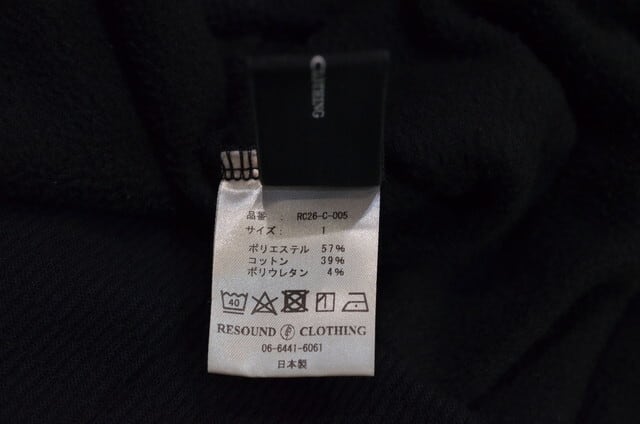 CLOTHING
品番 : RC26-C-005
サイズ: 1
ポリエステル 57%
コットン 39%
ポリウレタン 4%
40
RESOUND CLOTHING
06-6441-6061
日本製